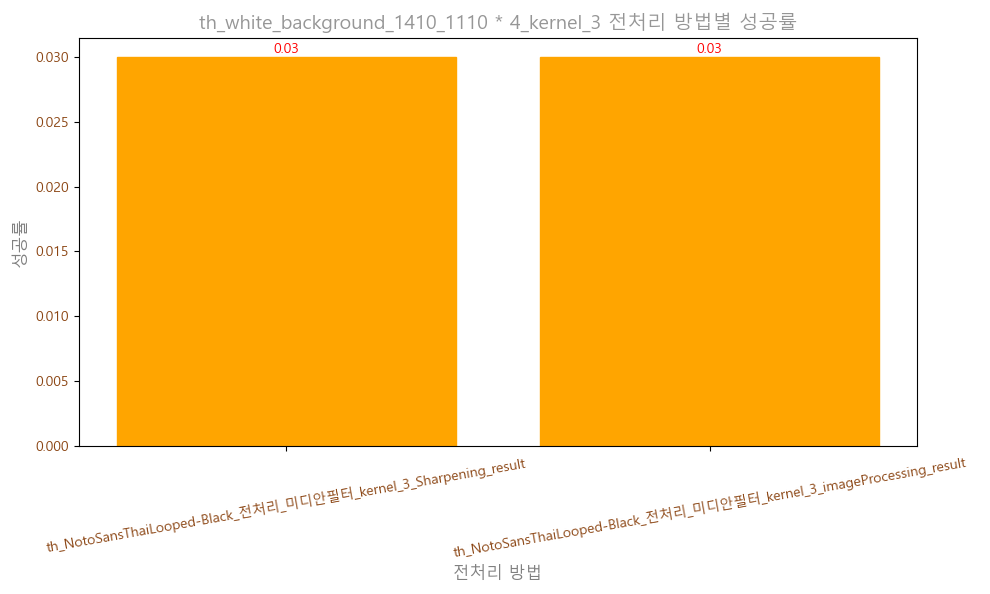 th_white_background_1410_1110 * 4_kernel_3 전처리 방법별 성공률
0.03
0.03
성공률
0.030
0.025
0.020
0.015
0.010
0.005
0.000
th_NotoSansThaiLooped-Black_전처리_미디안필터_kernel_3_Sharpening_result
th_NotoSansThaiLooped-Black_전처리_미디안필터_kernel_3_imageProcessing_result
전처리 방법